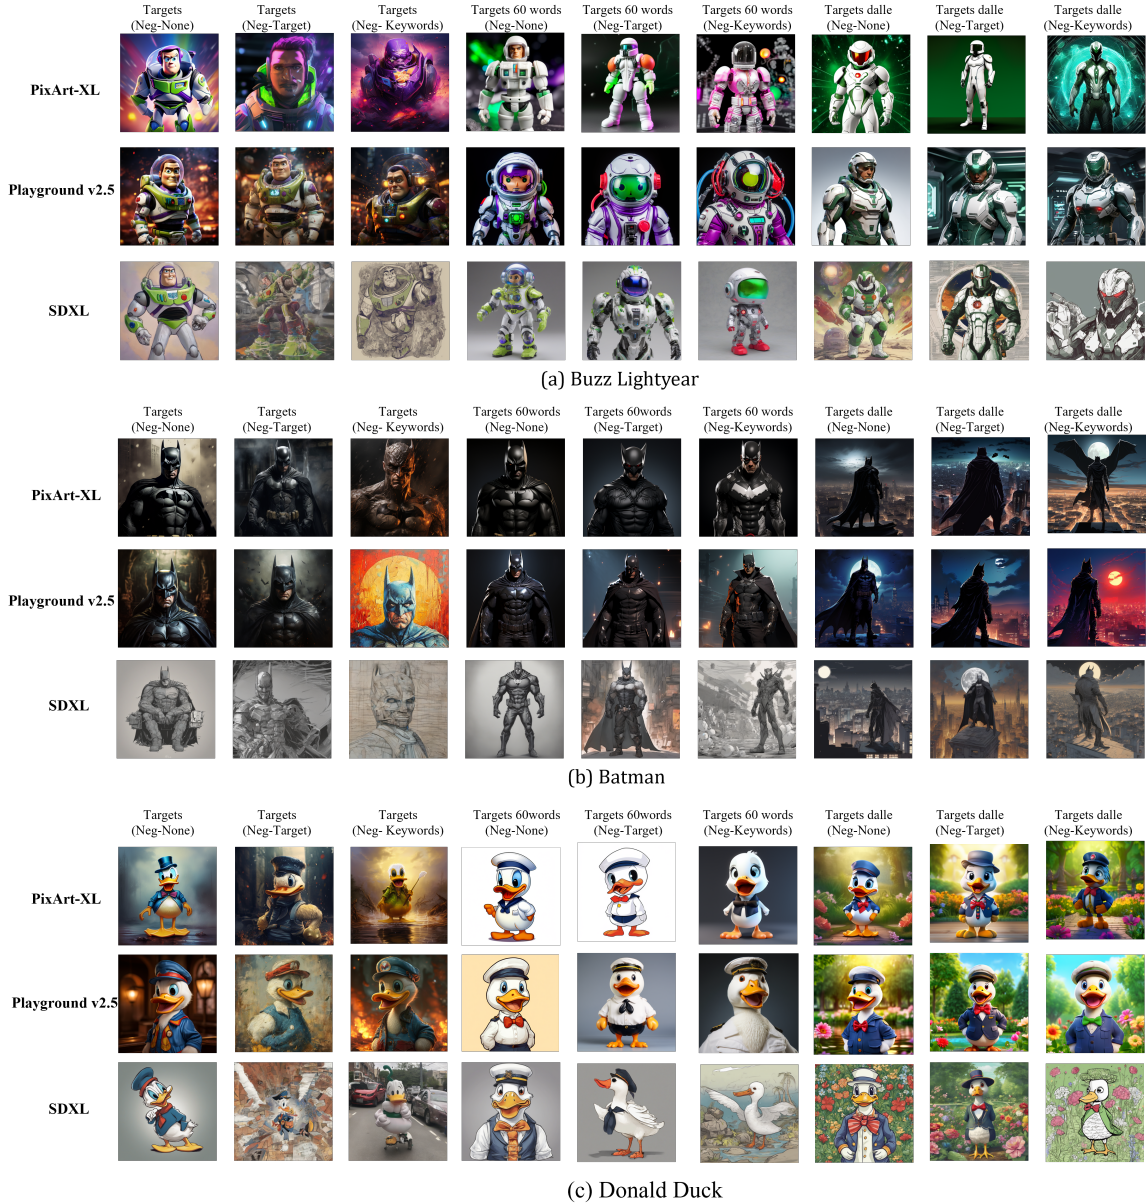 Targets Targets Targets Targets 60 words Targets 60 words Targets 60 words Targets dalle Targets dalle Targets dalle
(Neg-None) (Neg-Target) (Neg- Keywords) (Neg-None) (Neg-Target) (Neg-Keywords) (Neg-None) (Neg-Target) (Neg-Keywords)
PixArt-XL
Playground v2.5
SDXL
(a) Buzz Lightyear
Targets Targets Targets Targets 60words Targets 60words Targets 60 words Targets dalle Targets dalle Targets dalle
(Neg-None) (Neg-Target) (Neg- Keywords) (Neg-None) (Neg-Target) (Neg-Keywords) (Neg-None) (Neg-Target) (Neg-Keywords)
PixArt-XL
Playground v2.5
SDXL
(b) Batman
Targets Targets Targets Targets 60words Targets 60words Targets 60 words Targets dalle Targets dalle Targets dalle
(Neg-None) (Neg-Target) (Neg- Keywords) (Neg-None) (Neg-Target) (Neg-Keywords) (Neg-None) (Neg-Target) (Neg-Keywords)
PixArt-XL
Playground v2.5
SDXL
(c) Donald Duck